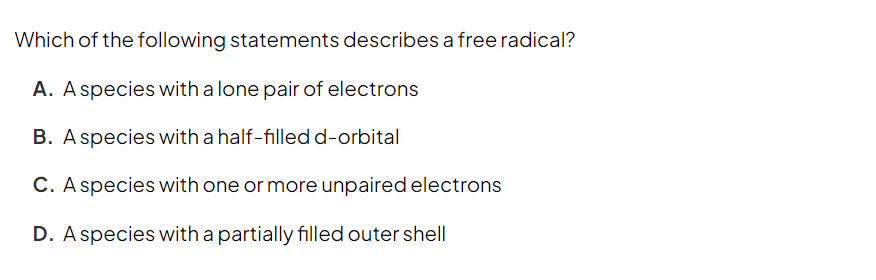 Which of the following statements describes a free radical?
A. A species with a lone pair of electrons
B. A species with a half-filled d-orbital
C. A species with one or more unpaired electrons
D. A species with a partially filled outer shell